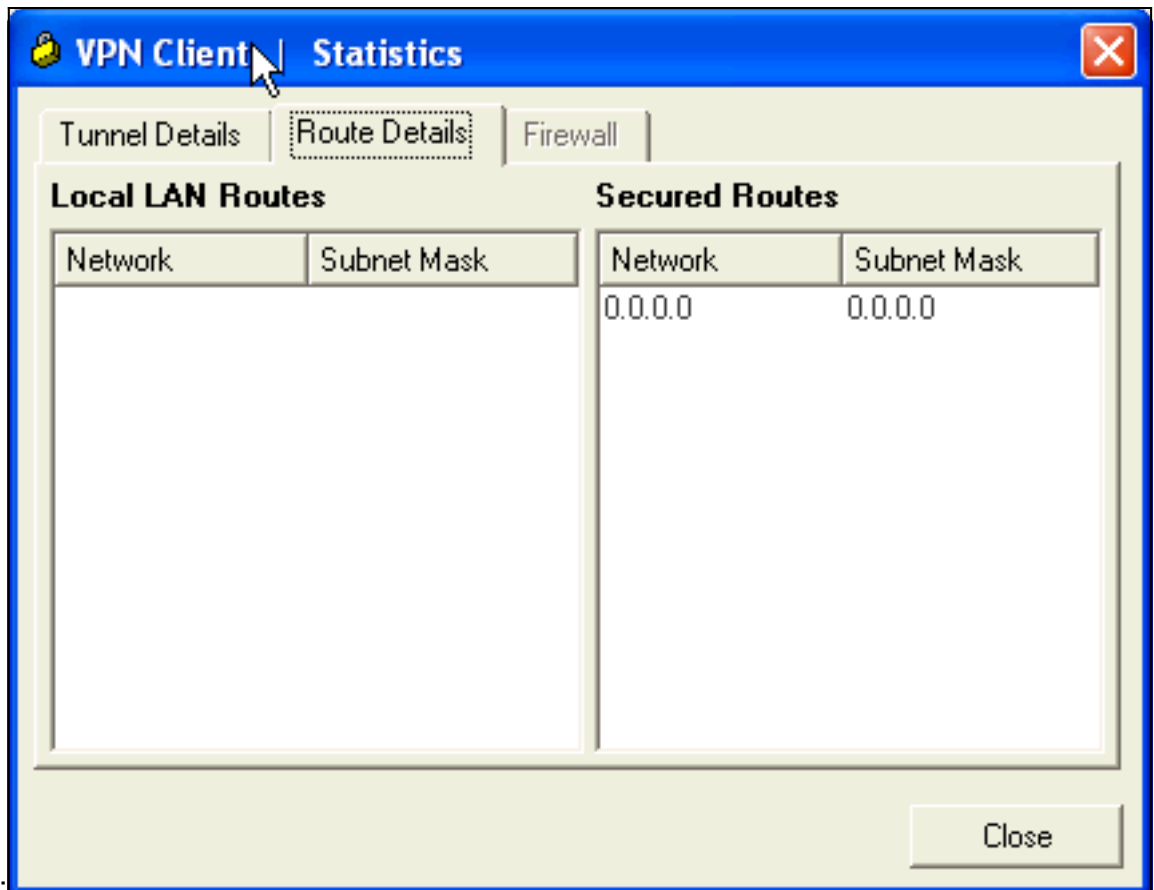 VPN Client | Statistics
Tunnel Details Route Details Firewall
Local LAN Routes Secured Routes
Network Subnet Mask Network Subnet Mask
0.0.0.0 0.0.0.0
Close
.